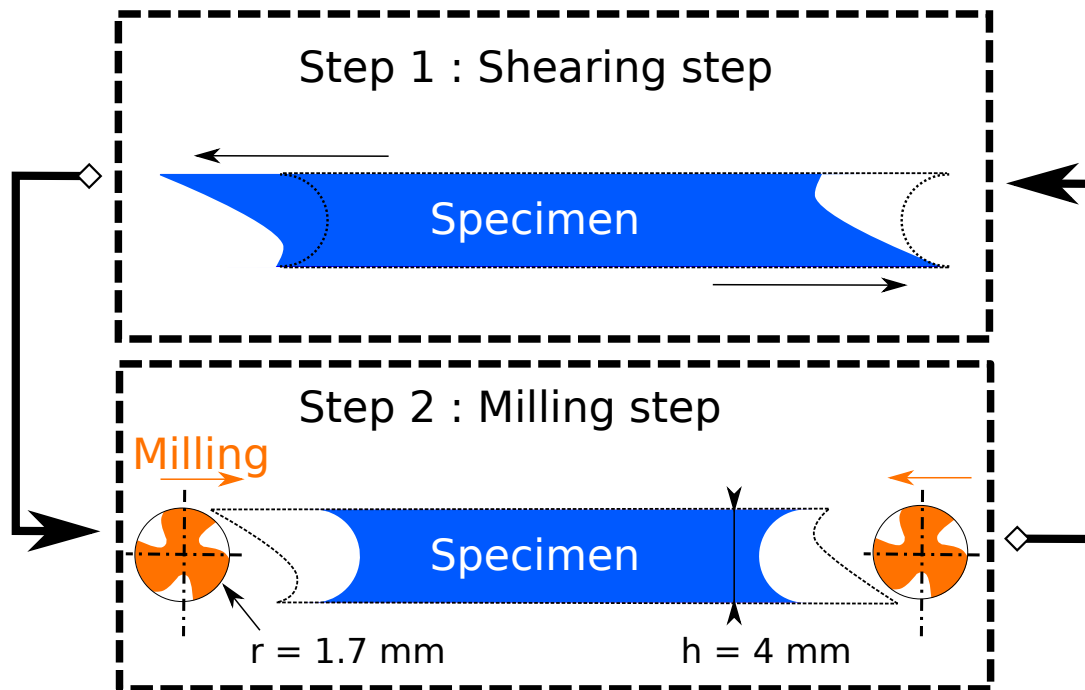 Step 1 : Shearing step
Specimen
Step 2 : Milling step
Milling
Specimen
r = 1.7 mm
h = 4 mm